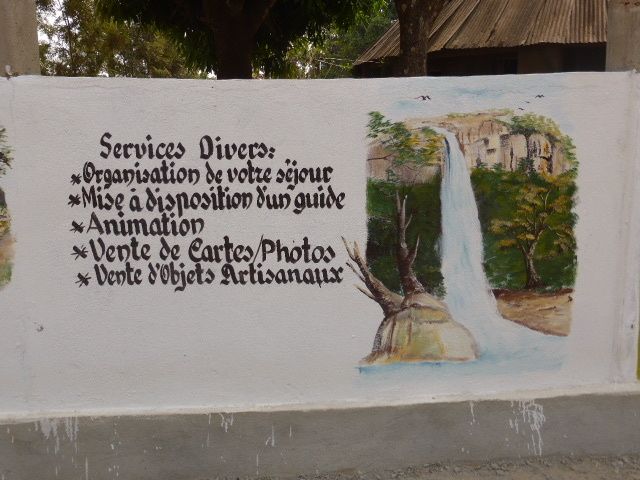 Services Divers:
*Organisation de votre séjour
*Mise à disposition d'un guide
*Animation
*Vente de Cartes/Photos
*Vente d'Objets Artisanaux